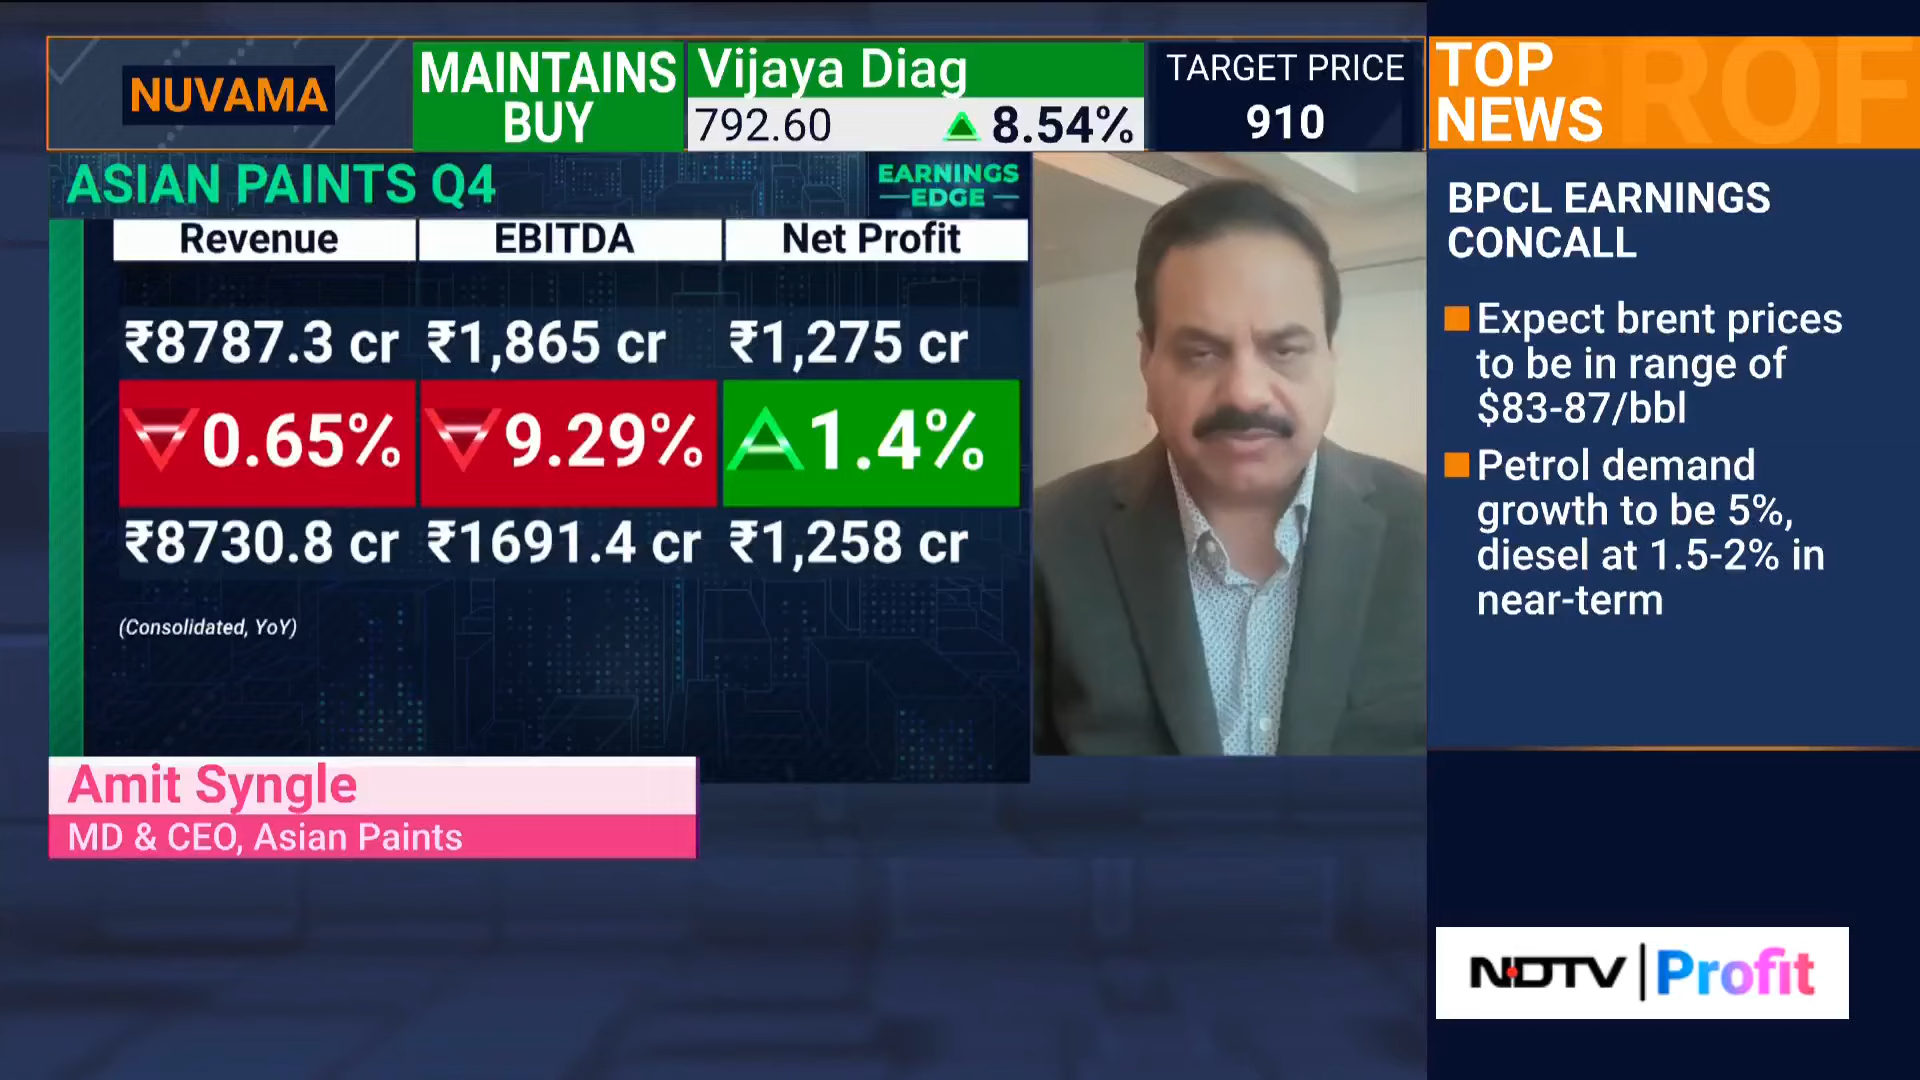 NUVAMA
MAINTAINS
BUY
Vijaya Diag
792.60 8.54%
TARGET PRICE
910
TOP
NEWS
ASIAN PAINTS Q4
EARNINGS
EDGE
Revenue EBITDA Net Profit
₹8787.3 cr ₹1,865 cr ₹1,275 cr
0.65% 9.29% 1.4%
₹8730.8 cr ₹1691.4 cr ₹1,258 cr
(Consolidated, YoY)
Amit Syngle
MD & CEO, Asian Paints
BPCL EARNINGS
CONCALL
Expect brent prices
to be in range of
$83-87/bbl
Petrol demand
growth to be 5%,
diesel at 1.5-2% in
near-term
NDTV Profit